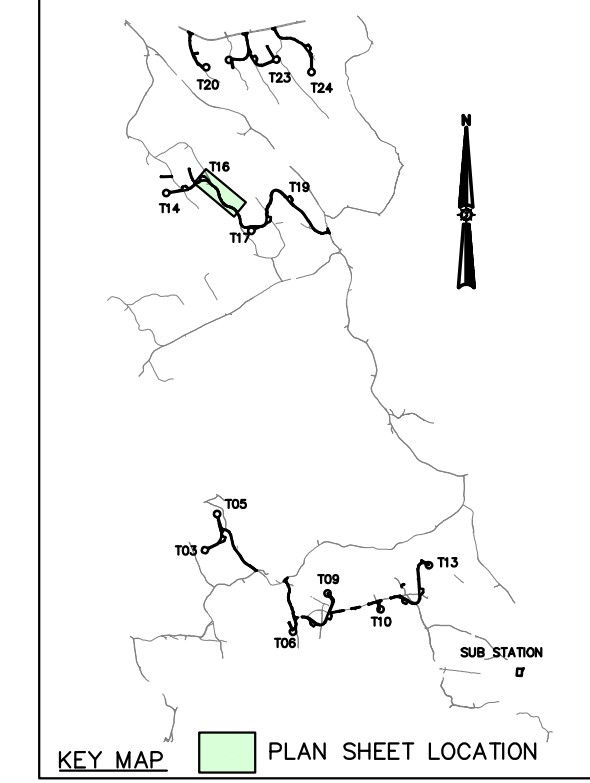 T20
T23
T24
N
T16
T19
T14
T17
T05
T03
T13
T09
T10
T06
SUB STATION
KEY MAP
PLAN SHEET LOCATION